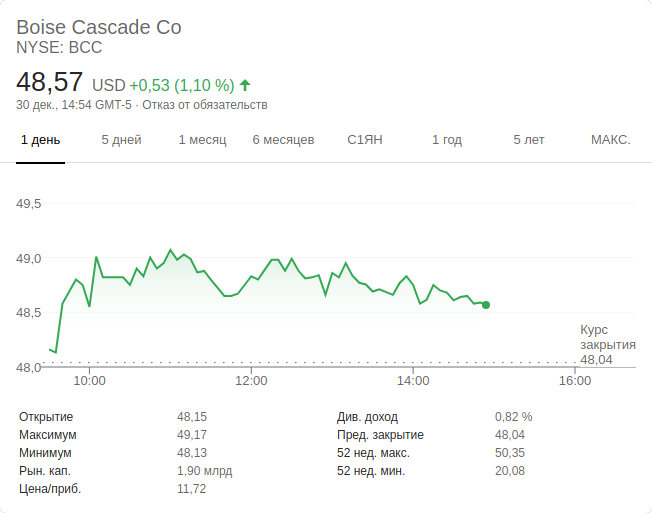 Boise Cascade Co
NYSE: BCC
48,57 USD +0,53 (1,10 %)
30 дек., 14:54 GMT-5 · Отказ от обязательств
1 день 5 дней 1 месяц 6 месяцев С1ЯН 1 год 5 лет МАКС.
49,5
49,0
48,5
48,0
Курс
закрытия
48,04
10:00 12:00 14:00 16:00
Открытие 48,15 Див. доход 0,82 %
Максимум 49,17 Пред. закрытие 48,04
Минимум 48,13 52 нед. макс. 50,35
Рын. кап. 1,90 млрд 52 нед. мин. 20,08
Цена/приб. 11,72